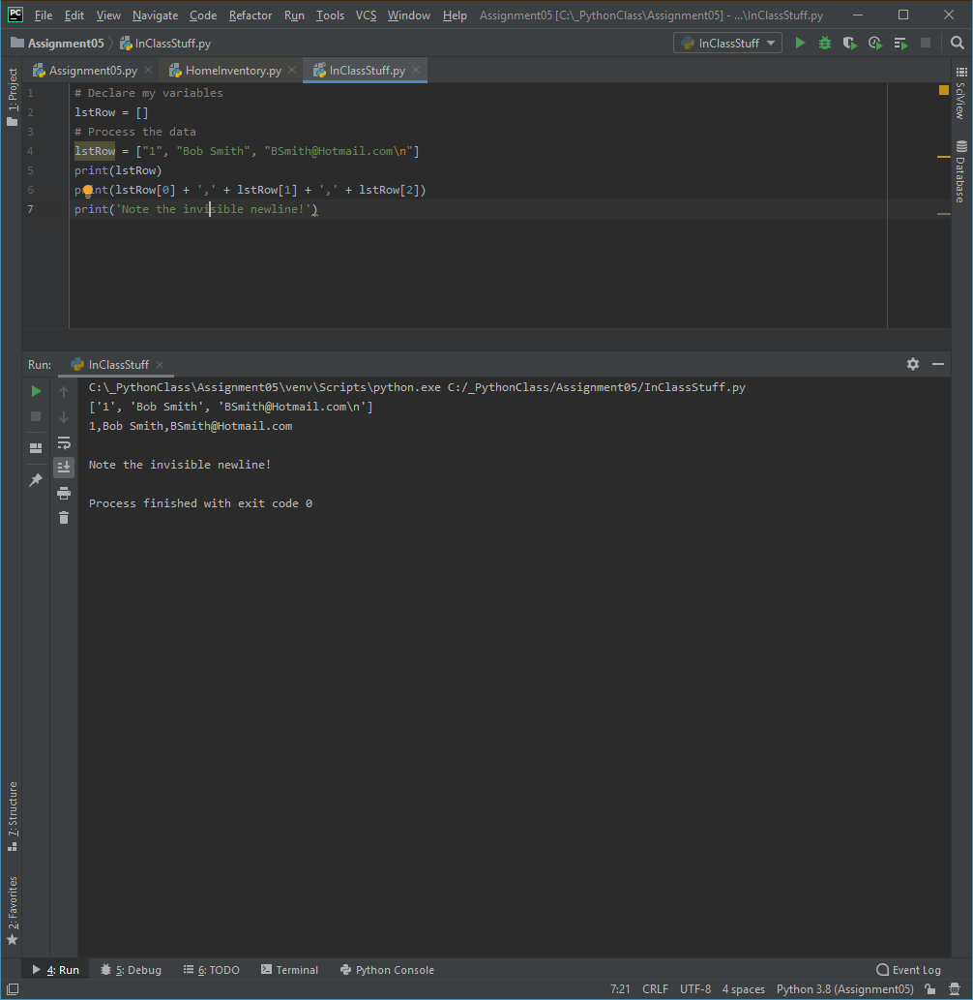 PC File Edit View Navigate Code Refactor Run Tools VCS Window Help Assignment05 [C:\_PythonClass\Assignment05] - ...\InClassStuff.py
Assignment05 InClassStuff.py InClassStuff
Assignment05.py HomeInventory.py InClassStuff.py
1 # Declare my variables
2 lstRow = []
3 # Process the data
4 lstRow = ["1", "Bob Smith", "BSmith@Hotmail.com\n"]
5 print(lstRow)
6 print(lstRow[0] + ',' + lstRow[1] + ',' + lstRow[2])
7 print('Note the invisible newline!')
1: Project
SciView
Database
Run: InClassStuff
C:\_PythonClass\Assignment05\venv\Scripts\python.exe C:/_PythonClass/Assignment05/InClassStuff.py
['1', 'Bob Smith', 'BSmith@Hotmail.com\n']
1,Bob Smith,BSmith@Hotmail.com
Note the invisible newline!
Process finished with exit code 0
7: Structure
2: Favorites
4: Run 5: Debug 6: TODO Terminal Python Console Event Log
7:21 CRLF UTF-8 4 spaces Python 3.8 (Assignment05)